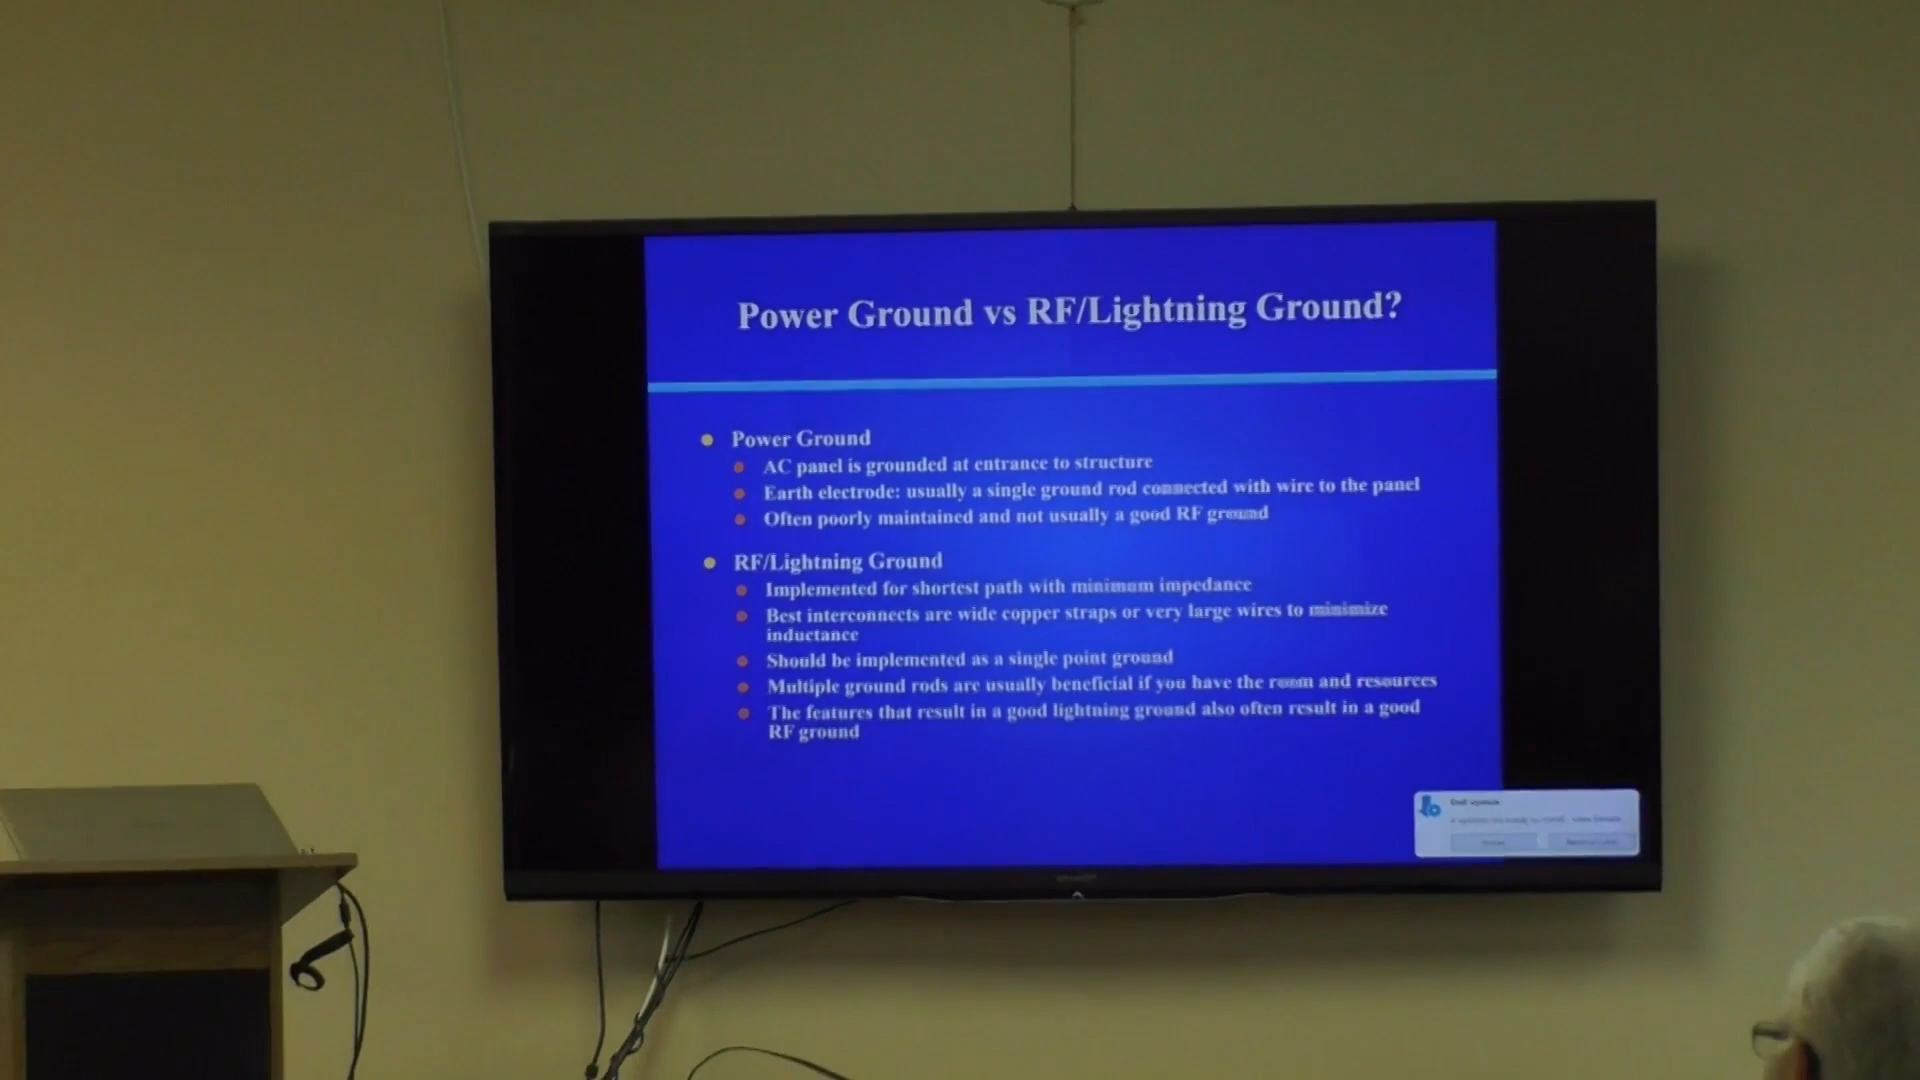 Power Ground vs RF/Lightning Ground?
Power Ground
AC panel is grounded at entrance to structure
Earth electrode: usually a single ground rod connected with wire to the panel
Often poorly maintained and not usually a good RF ground
RF/Lightning Ground
Implemented for shortest path with minimum impedance
Best interconnects are wide copper straps or very large wires to minimize
inductance
Should be implemented as a single point ground
Multiple ground rods are usually beneficial if you have the room and resources
The features that result in a good lightning ground also often result in a good
RF ground